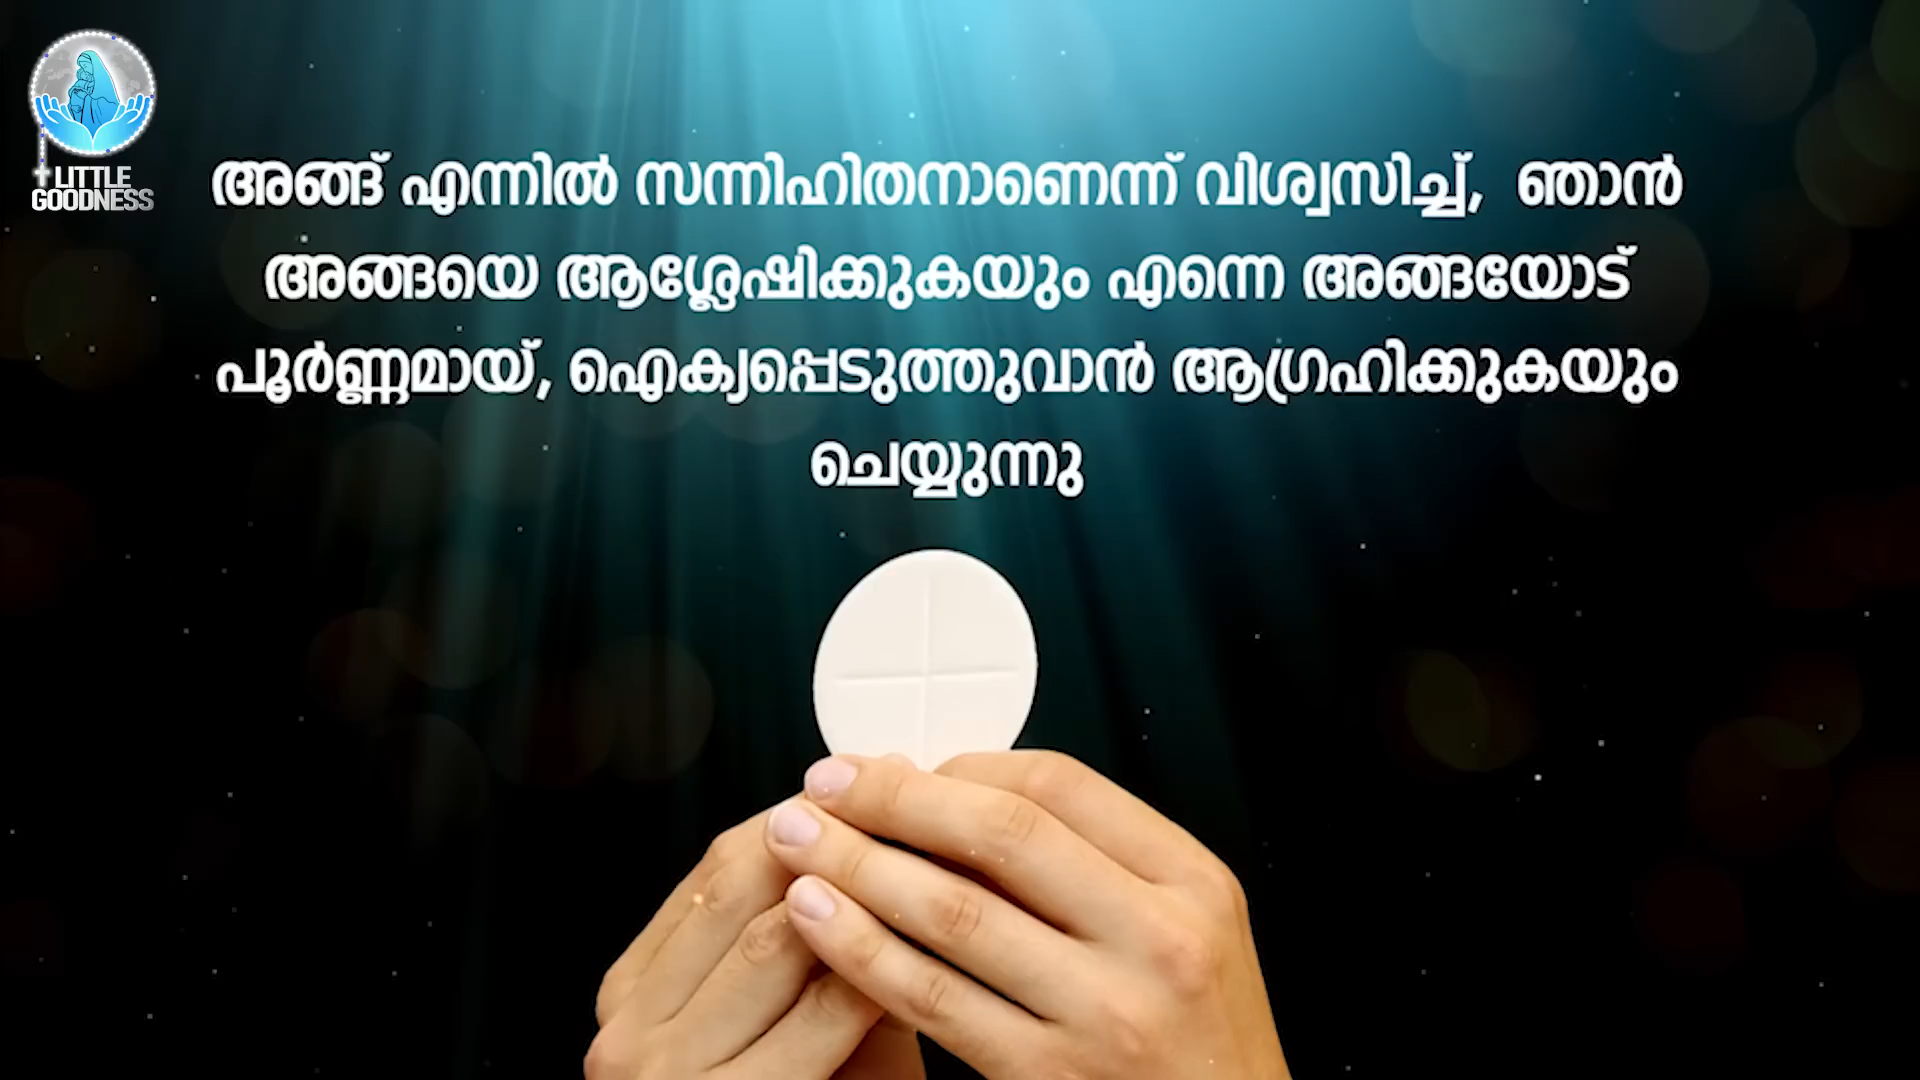 LITTLE
GOODNESS
അങ്ങ് എന്നിൽ സന്നിഹിതനാണെന്ന് വിശ്വസിച്ച്, ഞാൻ
അങ്ങയെ ആശ്ലേഷിക്കുകയും എന്നെ അങ്ങയോട്
പൂർണ്ണമായ്, ഐക്യപ്പെടുത്തുവാൻ ആഗ്രഹിക്കുകയും
ചെയ്യുന്നു